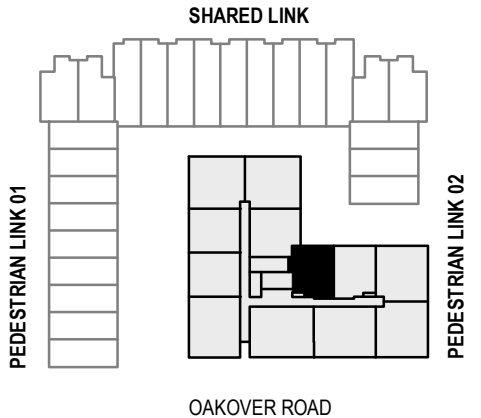 SHARED LINK
PEDESTRIAN LINK 01
PEDESTRIAN LINK 02
OAKOVER ROAD